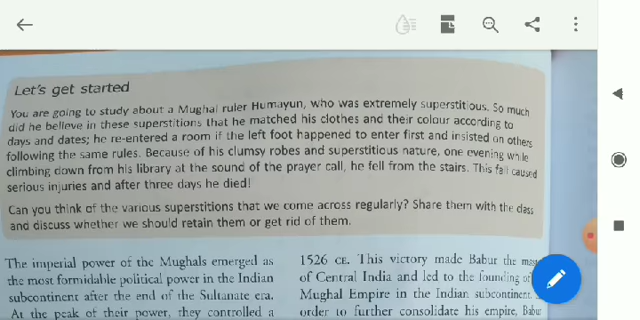 Let's get started
You are going to study about a Mughal ruler Humayun, who was extremely superstitious. So much
did he believe in these superstitions that he matched his clothes and their colour according to
days and dates; he re-entered a room if the left foot happened to enter first and insisted on others
following the same rules. Because of his clumsy robes and superstitious nature, one evening while
climbing down from his library at the sound of the prayer call, he fell from the stairs. This fall caused
serious injuries and after three days he died!
Can you think of the various superstitions that we come across regularly? Share them with the class
and discuss whether we should retain them or get rid of them.
The imperial power of the Mughals emerged as
the most formidable political power in the Indian
subcontinent after the end of the Sultanate era.
At the peak of their power, they controlled a
1526 CE. This victory made Babur the
of Central India and led to the founding of
Mughal Empire in the Indian subcontinent.
order to further consolidate his empire, Babur